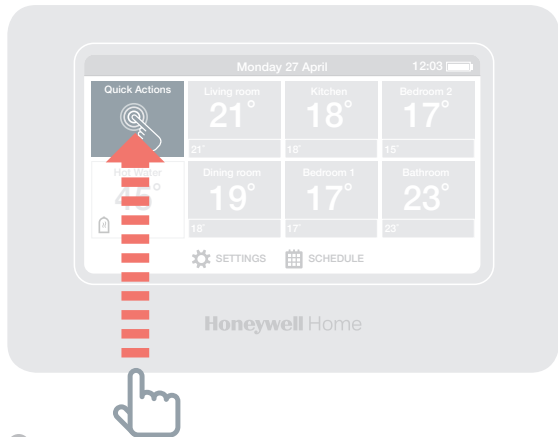 Monday 27 April 12:03
Quick Actions
Living room
21°
21°
Kitchen
18°
18°
Bedroom 2
17°
15°
Hot Water
45°
Dining room
19°
18°
Bedroom 1
17°
17°
Bathroom
23°
23°
SETTINGS
SCHEDULE
Honeywell Home